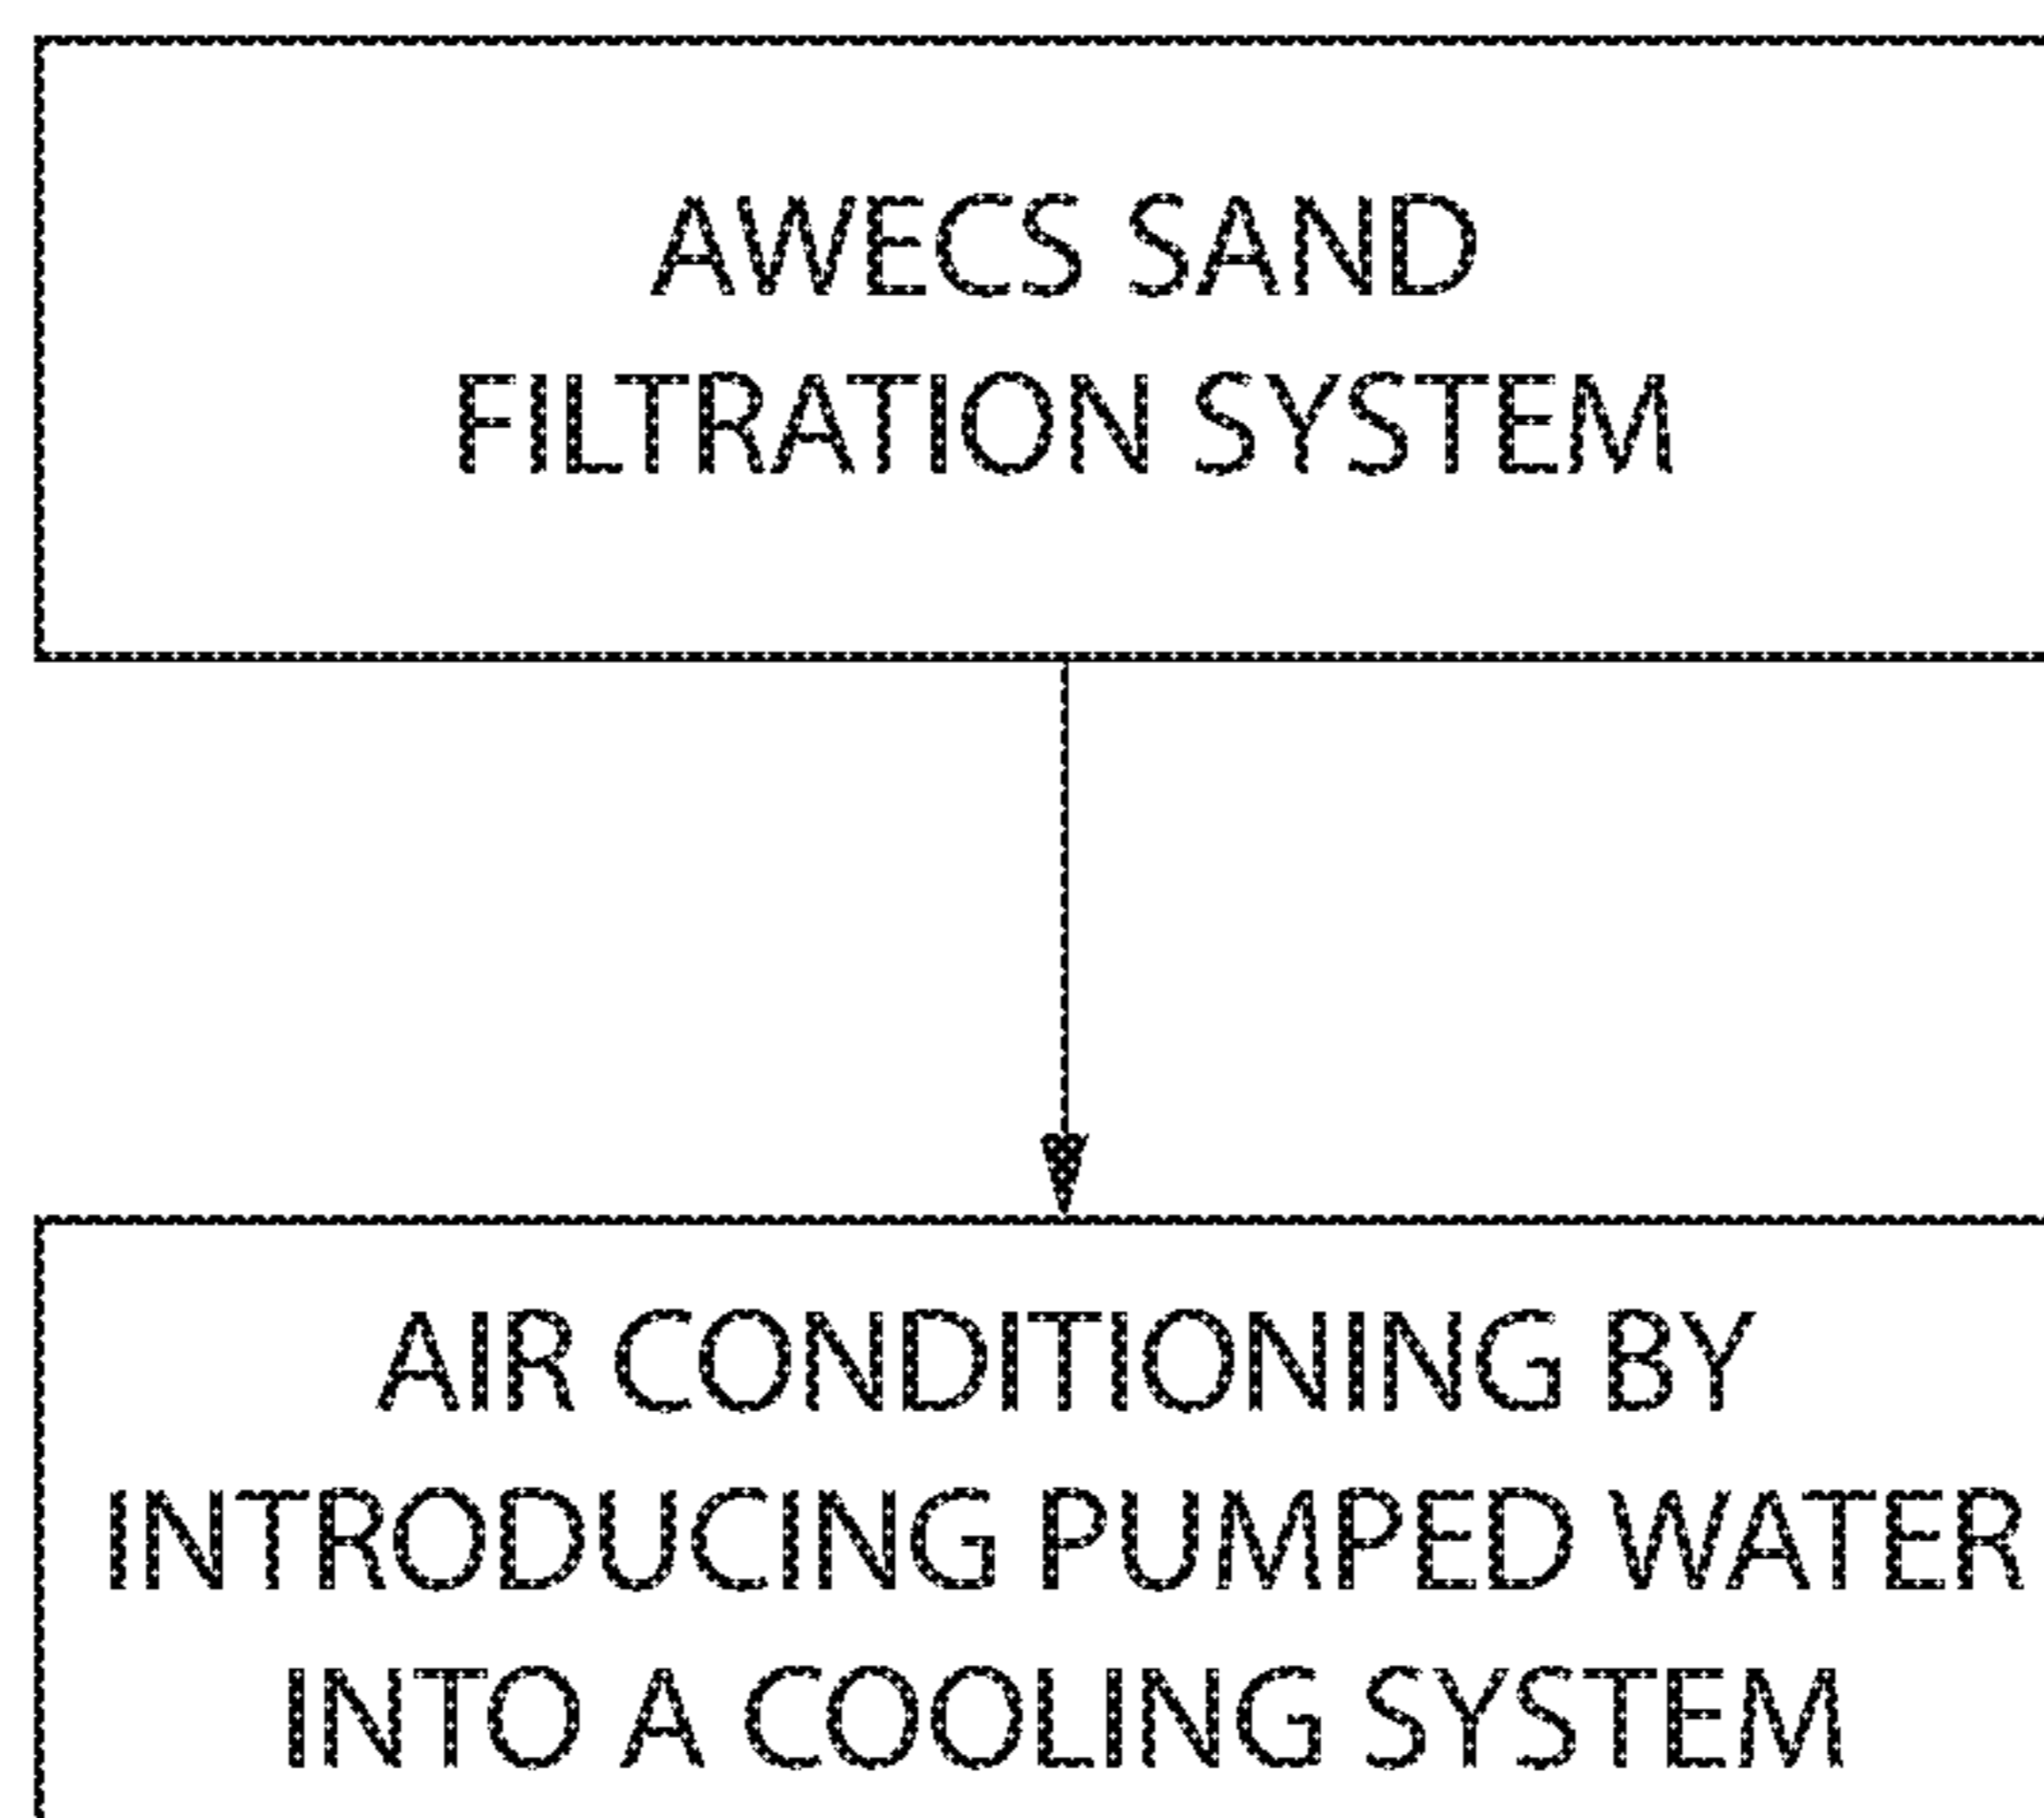 AWECS SAND
FILTRATION SYSTEM
AIR CONDITIONING BY
INTRODUCING PUMPED WATER
INTO A COOLING SYSTEM